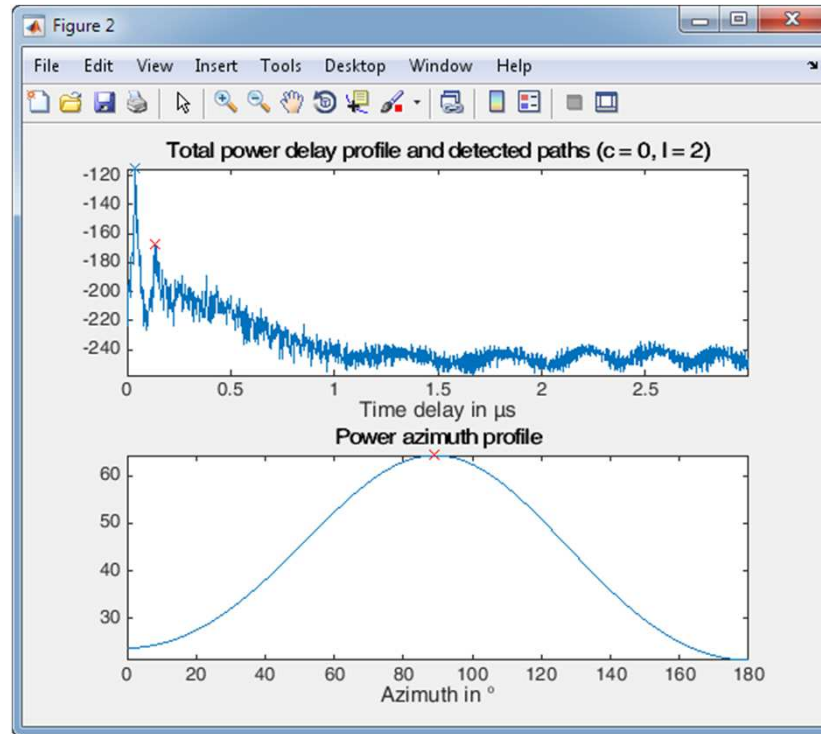 Figure 2
File Edit View Insert Tools Desktop Window Help
Total power delay profile and detected paths (c = 0, l = 2)
-120
-140
-160
-180
-200
-220
-240
0 0.5 1 1.5 2 2.5
Time delay in µs
Power azimuth profile
60
50
40
30
0 20 40 60 80 100 120 140 160 180
Azimuth in °